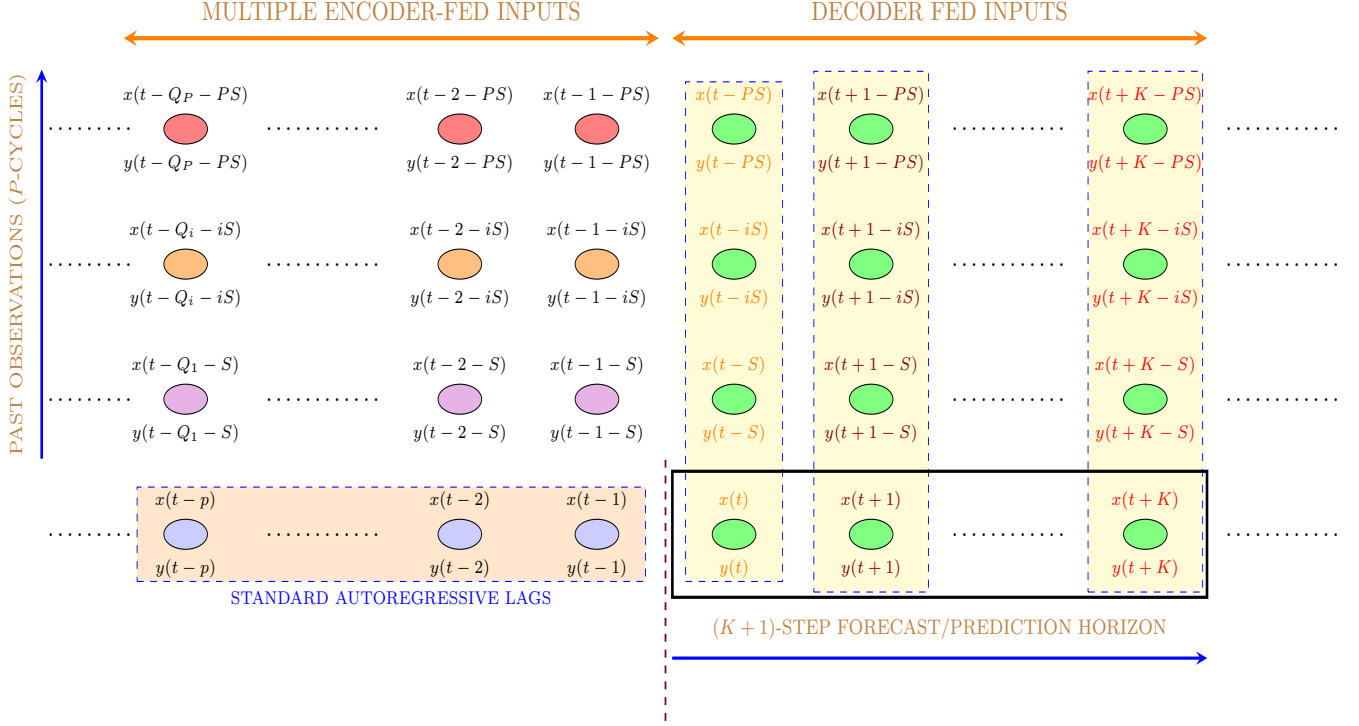 MULTIPLE ENCODER-FED INPUTS
DECODER FED INPUTS
PAST OBSERVATIONS (P-CYCLES)
x(t−Q_P−PS) x(t−2−PS) x(t−1−PS) x(t−PS) x(t+1−PS) x(t+K−PS)
y(t−Q_P−PS) y(t−2−PS) y(t−1−PS) y(t−PS) y(t+1−PS) y(t+K−PS)
x(t−Q_i−iS) x(t−2−iS) x(t−1−iS) x(t−iS) x(t+1−iS) x(t+K−iS)
y(t−Q_i−iS) y(t−2−iS) y(t−1−iS) y(t−iS) y(t+1−iS) y(t+K−iS)
x(t−Q_1−S) x(t−2−S) x(t−1−S) x(t−S) x(t+1−S) x(t+K−S)
y(t−Q_1−S) y(t−2−S) y(t−1−S) y(t−S) y(t+1−S) y(t+K−S)
x(t−p) x(t−2) x(t−1) x(t) x(t+1) x(t+K)
y(t−p) y(t−2) y(t−1) y(t) y(t+1) y(t+K)
STANDARD AUTOREGRESSIVE LAGS
(K+1)-STEP FORECAST/PREDICTION HORIZON